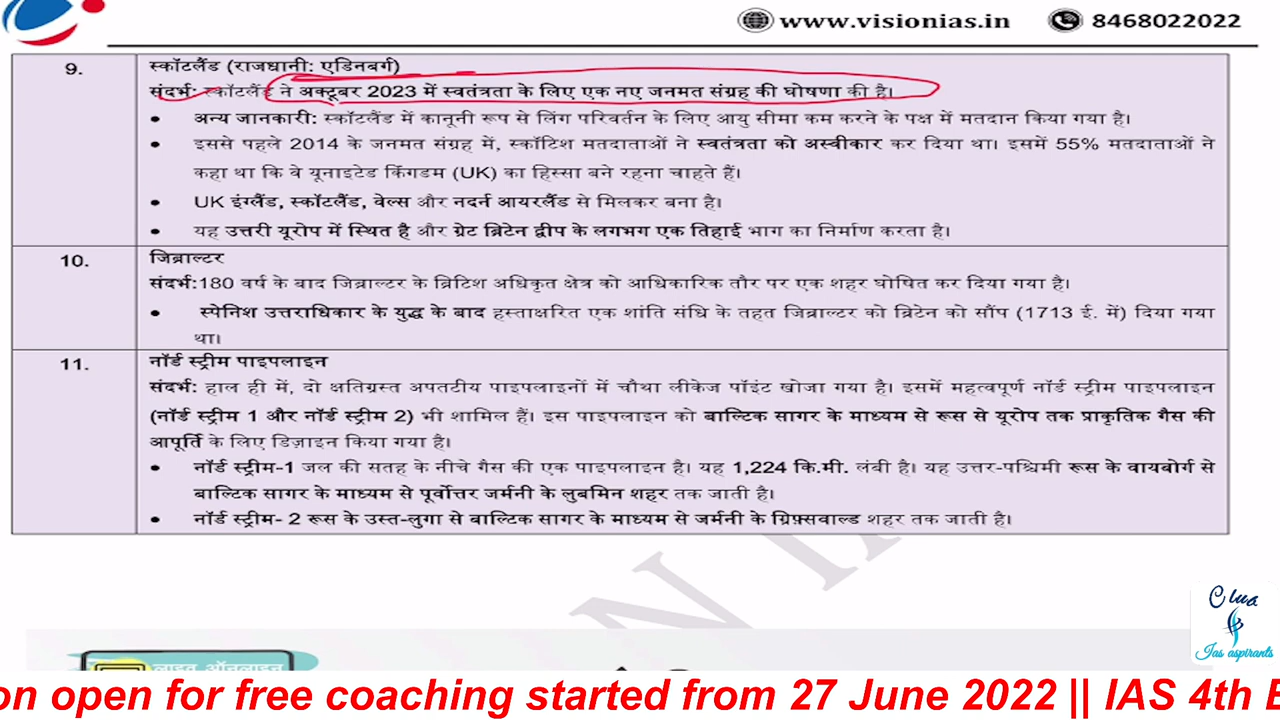 www.visionias.in 8468022022
9. स्कॉटलैंड (राजधानी: एडिनबर्ग)
संदर्भ: स्कॉटलैंड ने अक्टूबर 2023 में स्वतंत्रता के लिए एक नए जनमत संग्रह की घोषणा की है।
• अन्य जानकारी: स्कॉटलैंड में कानूनी रूप से लिंग परिवर्तन के लिए आयु सीमा कम करने के पक्ष में मतदान किया गया है।
• इससे पहले 2014 के जनमत संग्रह में, स्कॉटिश मतदाताओं ने स्वतंत्रता को अस्वीकार कर दिया था। इसमें 55% मतदाताओं ने
कहा था कि वे यूनाइटेड किंगडम (UK) का हिस्सा बने रहना चाहते हैं।
• UK इंग्लैंड, स्कॉटलैंड, वेल्स और नदर्न आयरलैंड से मिलकर बना है।
• यह उत्तरी यूरोप में स्थित है और ग्रेट ब्रिटेन द्वीप के लगभग एक तिहाई भाग का निर्माण करता है।
10. जिब्राल्टर
संदर्भ:180 वर्ष के बाद जिब्राल्टर के ब्रिटिश अधिकृत क्षेत्र को आधिकारिक तौर पर एक शहर घोषित कर दिया गया है।
• स्पेनिश उत्तराधिकार के युद्ध के बाद हस्ताक्षरित एक शांति संधि के तहत जिब्राल्टर को ब्रिटेन को सौंप (1713 ई. में) दिया गया
था।
11. नॉर्ड स्ट्रीम पाइपलाइन
संदर्भ: हाल ही में, दो क्षतिग्रस्त अपतटीय पाइपलाइनों में चौथा लीकेज पॉइंट खोजा गया है। इसमें महत्वपूर्ण नॉर्ड स्ट्रीम पाइपलाइन
(नॉर्ड स्ट्रीम 1 और नॉर्ड स्ट्रीम 2) भी शामिल हैं। इस पाइपलाइन को बाल्टिक सागर के माध्यम से रूस से यूरोप तक प्राकृतिक गैस की
आपूर्ति के लिए डिज़ाइन किया गया है।
• नॉर्ड स्ट्रीम-1 जल की सतह के नीचे गैस की एक पाइपलाइन है। यह 1,224 कि.मी. लंबी है। यह उत्तर-पश्चिमी रूस के वायबोर्ग से
बाल्टिक सागर के माध्यम से पूर्वोत्तर जर्मनी के लुबमिन शहर तक जाती है।
• नॉर्ड स्ट्रीम- 2 रूस के उस्त-लुगा से बाल्टिक सागर के माध्यम से जर्मनी के ग्रिफ़्सवाल्ड शहर तक जाती है।
Ias aspirants
लाइव ऑनलाइन
on open for free coaching started from 27 June 2022 || IAS 4th